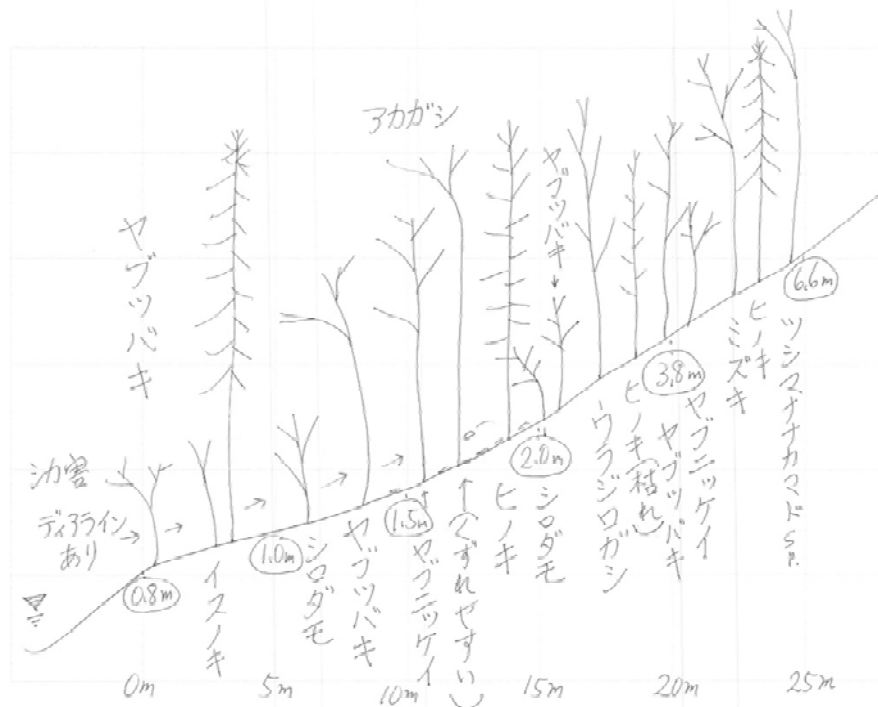 アカガシ
ヤブツバキ
ヤブツバキ
シカ害
ディアライン
あり
0.8m
1.0m
1.5m
2.0m
3.8m
6.6m
イスノキ
シロダモ
ヤブツバキ
ヤブニッケイ
(くずれやすい)
ヒノキ
シロダモ
ウラジロガシ
ヒノキ(枯れ)
ヤブツバキ
ヤブニッケイ
ミズキ
ヒノキ
ツシマナナカマドsp.
0m
5m
10m
15m
20m
25m